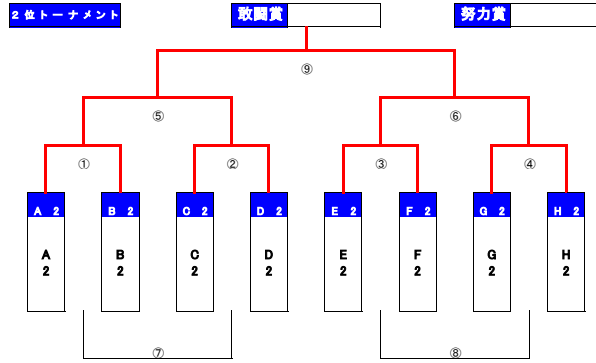 ２位トーナメント 敢闘賞 努力賞
⑨
⑤ ⑥
① ② ③ ④
Ａ ２ Ｂ ２ Ｃ ２ Ｄ ２ Ｅ ２ Ｆ ２ Ｇ ２ Ｈ ２
Ａ Ｂ Ｃ Ｄ Ｅ Ｆ Ｇ Ｈ
２ ２ ２ ２ ２ ２ ２ ２
⑦ ⑧